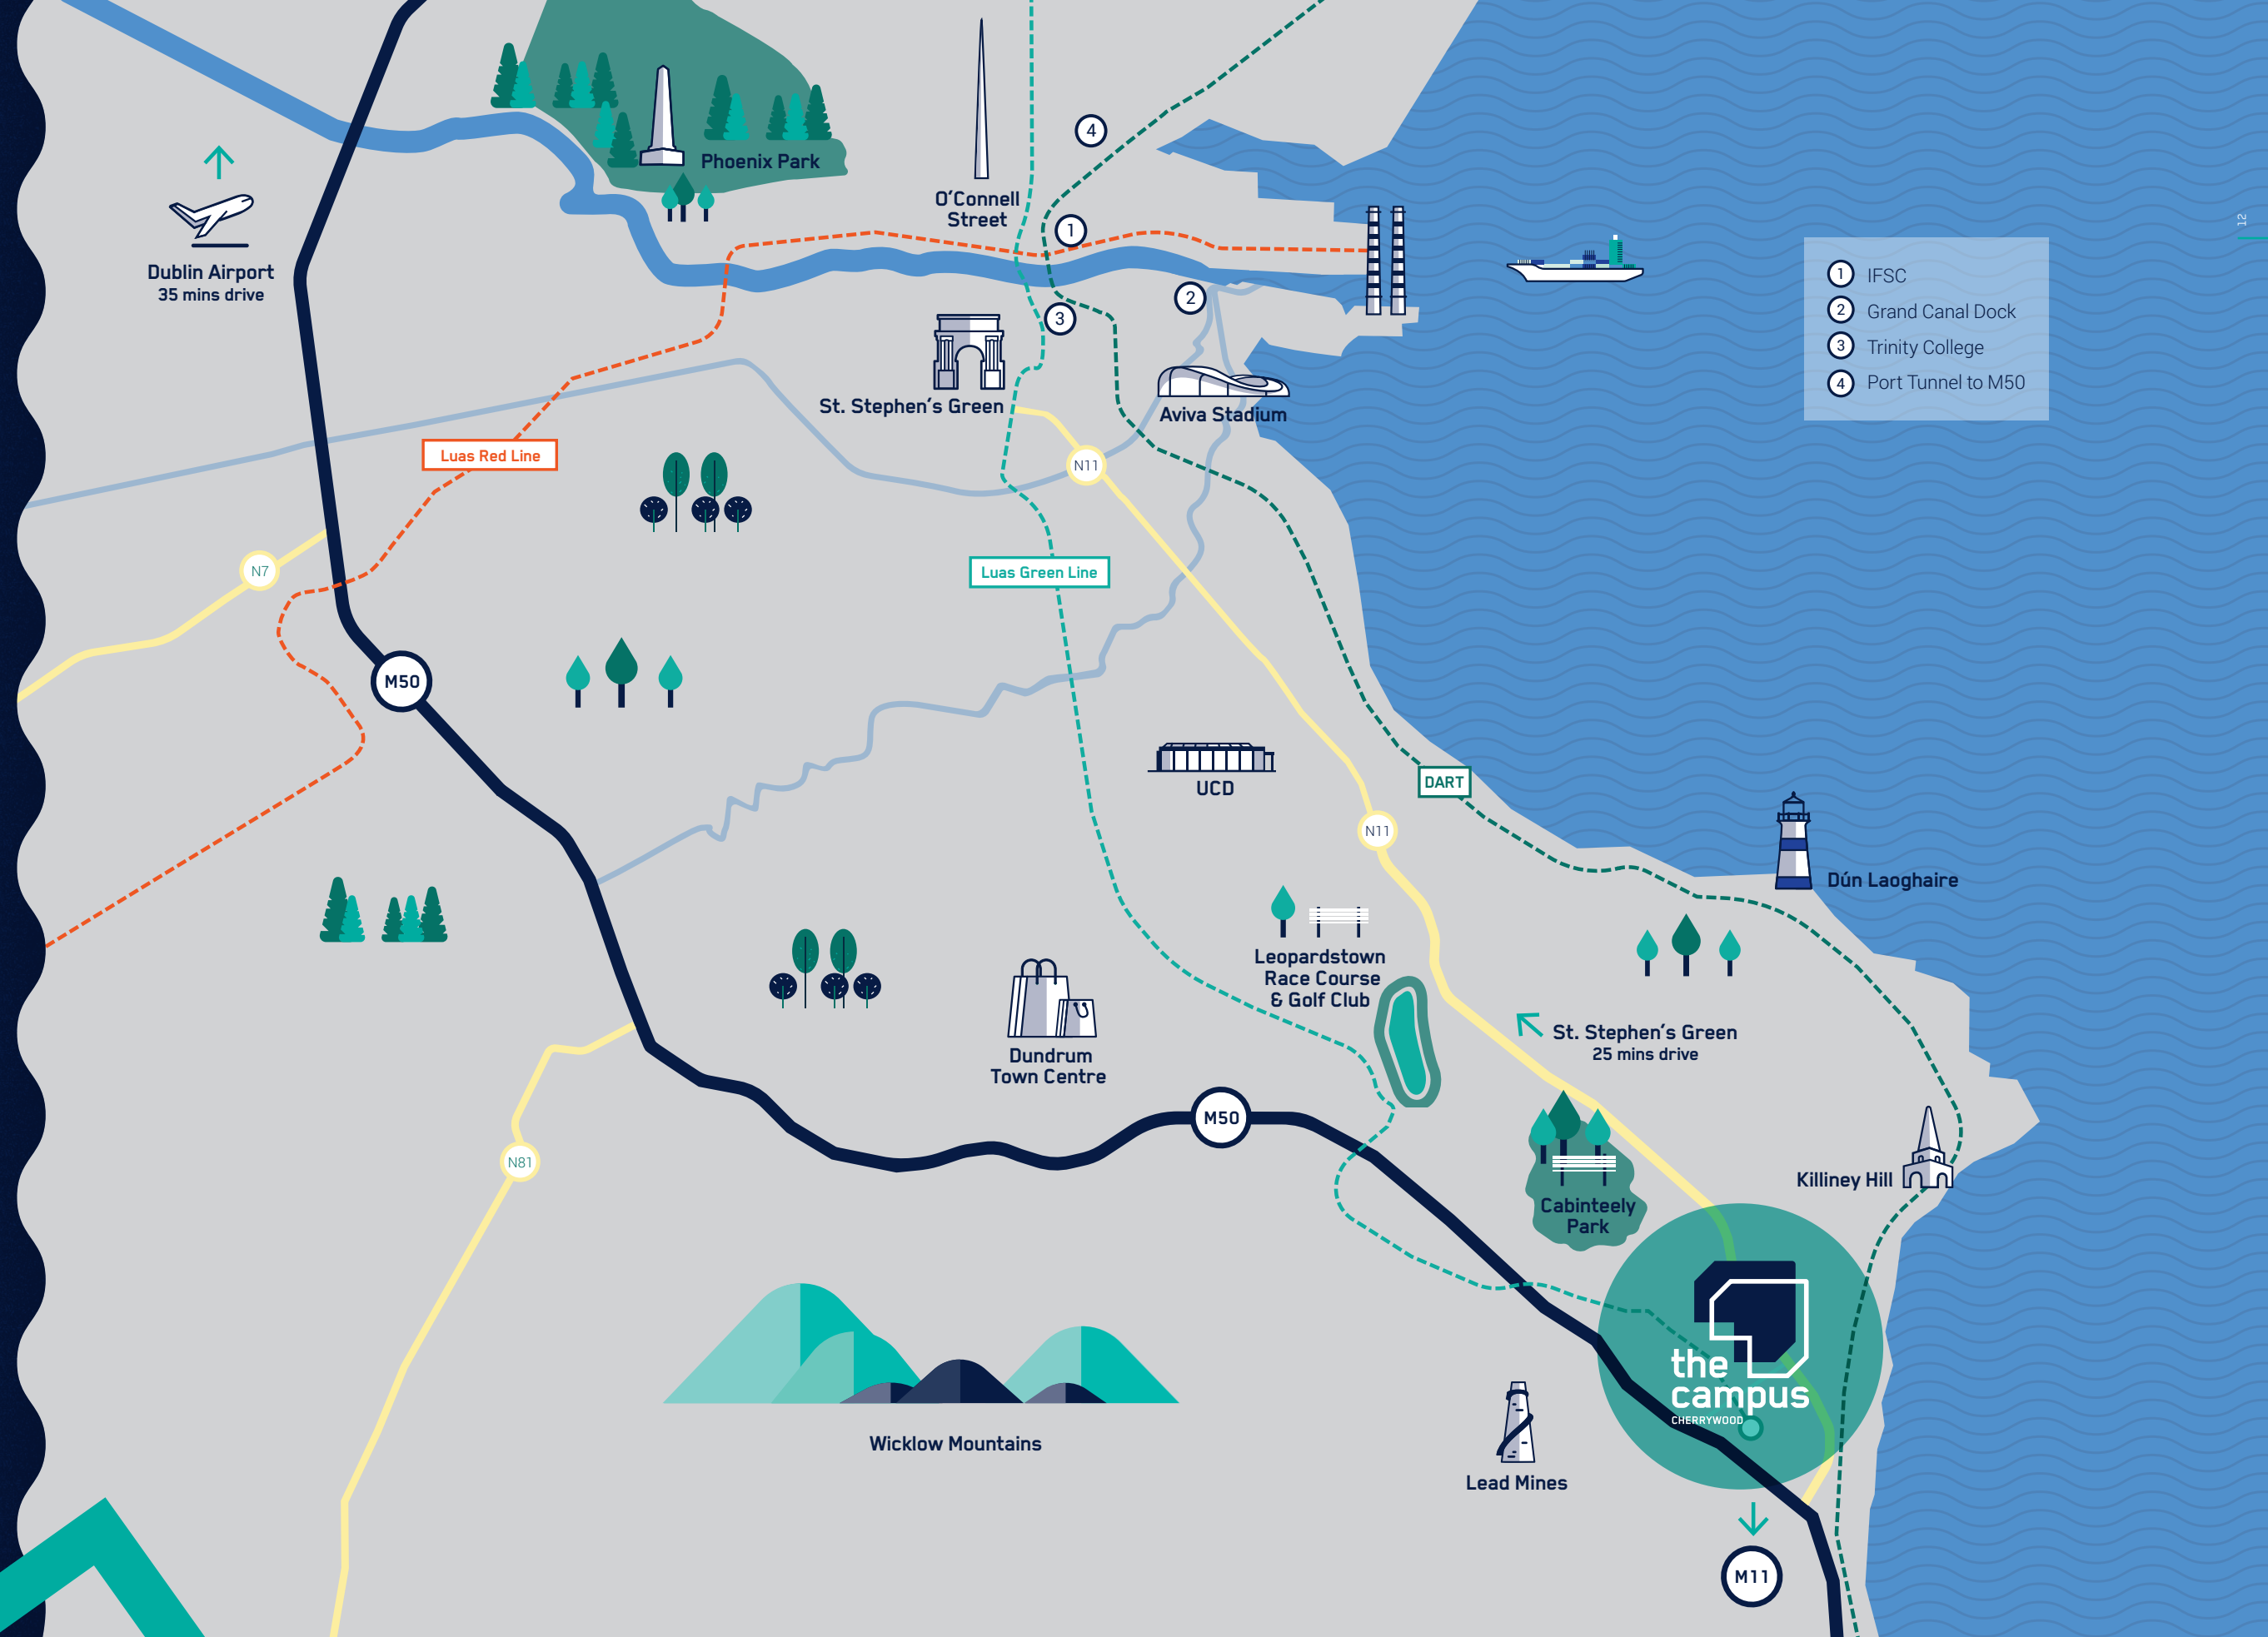 12
Phoenix Park
O'Connell
Street
4
1
Dublin Airport
35 mins drive
1 IFSC
2 Grand Canal Dock
3 Trinity College
4 Port Tunnel to M50
2
3
St. Stephen's Green
Aviva Stadium
Luas Red Line
N11
N7
Luas Green Line
M50
UCD
DART
N11
Dún Laoghaire
Leopardstown
Race Course
& Golf Club
St. Stephen's Green
25 mins drive
Dundrum
Town Centre
M50
N81
Killiney Hill
Cabinteely
Park
the
campus
CHERRYWOOD
Wicklow Mountains
Lead Mines
M11